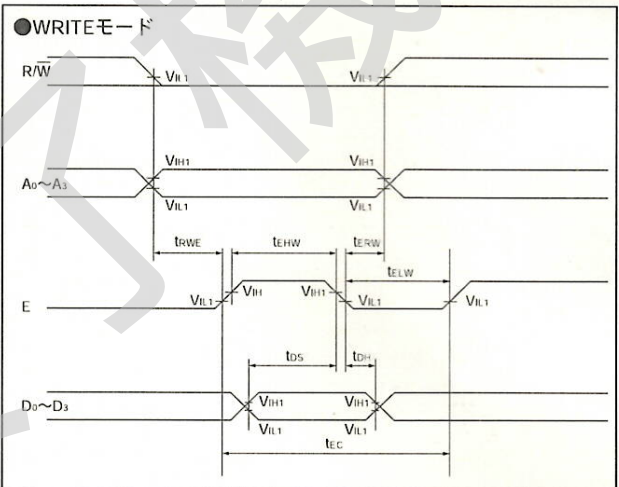 ●WRITEモード
R/W̅
VIL1 VIL1
VIH1 VIH1
A0～A3
VIL1 VIL1
tRWE tEHW tERW
tELW
VIH VIH1
E VIL1 VIL1 VIL1
tDS tDH
VIH1 VIH1
D0～D3
VIL1 VIL1
tEC